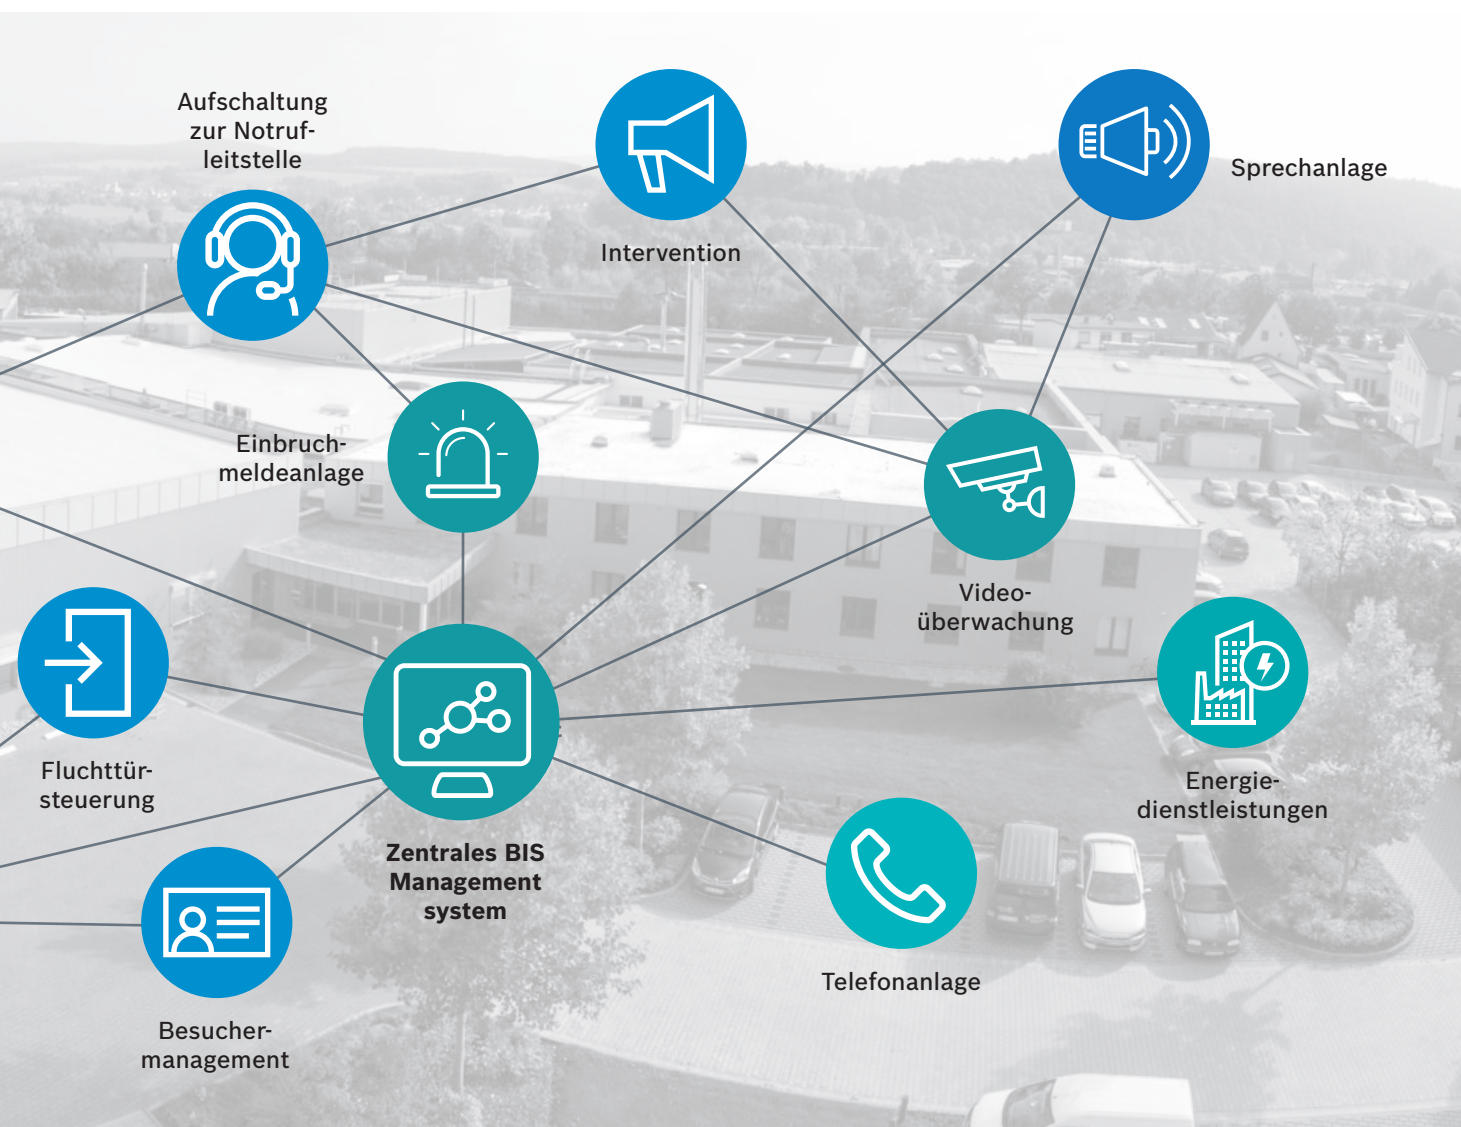 Aufschaltung
zur Notruf-
leitstelle
Intervention
Sprechanlage
Einbruch-
meldeanlage
Video-
überwachung
Fluchttür-
steuerung
Energie-
dienstleistungen
Zentrales BIS
Management
system
Telefonanlage
Besucher-
management